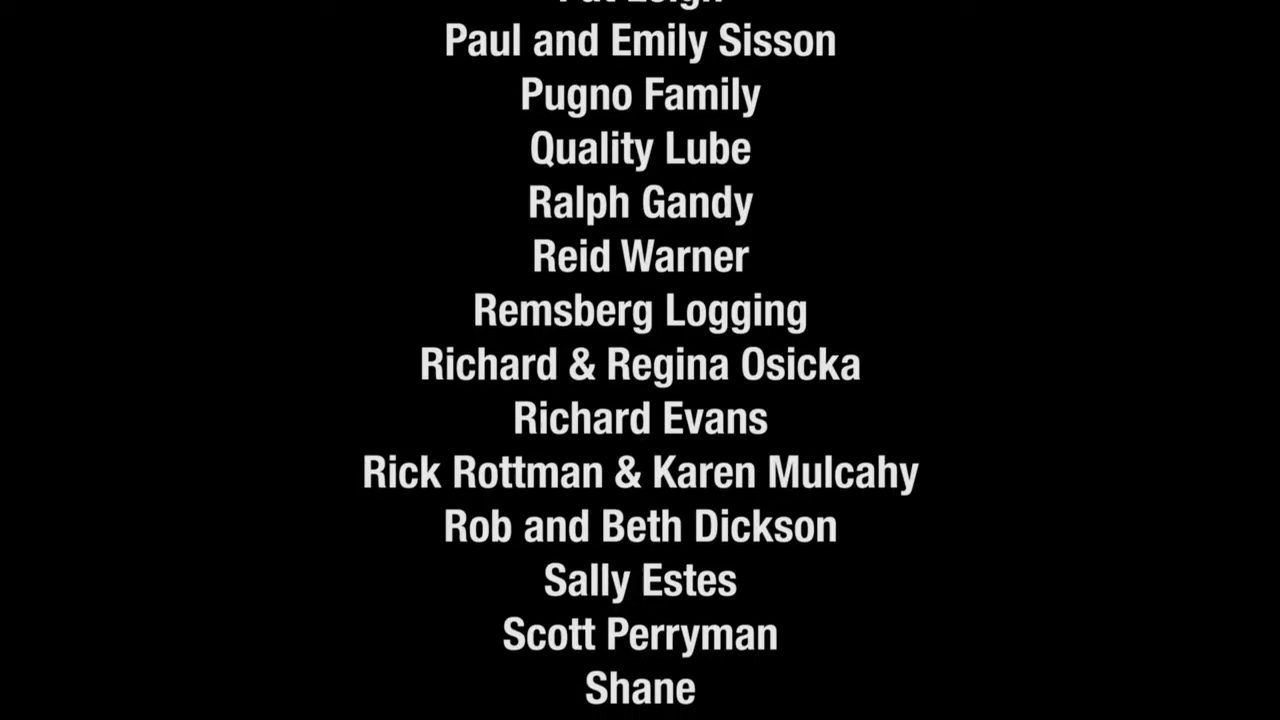 Paul and Emily Sisson
Pugno Family
Quality Lube
Ralph Gandy
Reid Warner
Remsberg Logging
Richard & Regina Osicka
Richard Evans
Rick Rottman & Karen Mulcahy
Rob and Beth Dickson
Sally Estes
Scott Perryman
Shane